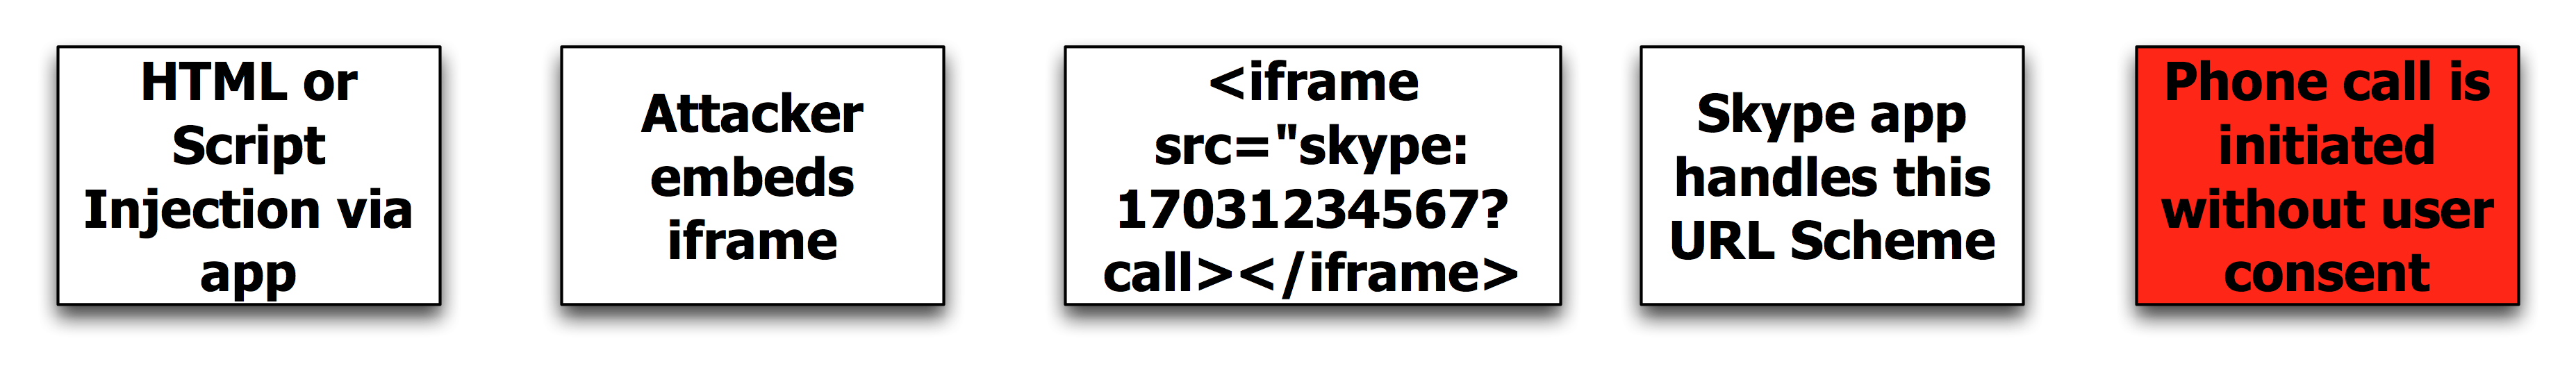 HTML or
Script
Injection via
app
Attacker
embeds
iframe
<iframe
src="skype:
17031234567?
call></iframe>
Skype app
handles this
URL Scheme
Phone call is
initiated
without user
consent